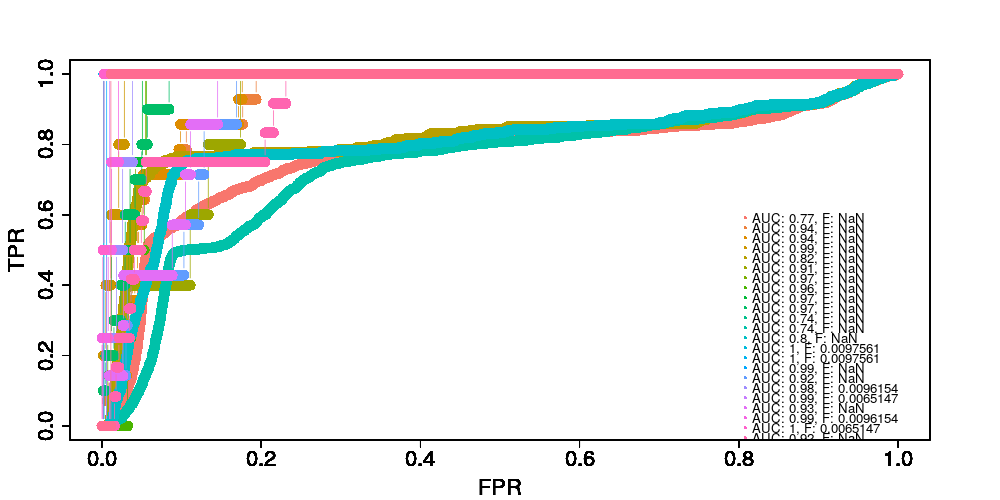 1.0
0.8
0.6
0.4
0.2
0.0
TPR
AUC: 0.77, F: NaN
AUC: 0.94, F: NaN
AUC: 0.94, F: NaN
AUC: 0.99, F: NaN
AUC: 0.82, F: NaN
AUC: 0.91, F: NaN
AUC: 0.97, F: NaN
AUC: 0.96, F: NaN
AUC: 0.97, F: NaN
AUC: 0.97, F: NaN
AUC: 0.74, F: NaN
AUC: 0.74, F: NaN
AUC: 0.8, F: NaN
AUC: 1, F: 0.0097561
AUC: 1, F: 0.0097561
AUC: 0.99, F: NaN
AUC: 0.92, F: NaN
AUC: 0.98, F: 0.0096154
AUC: 0.99, F: 0.0065147
AUC: 0.93, F: NaN
AUC: 0.99, F: 0.0096154
AUC: 1, F: 0.0065147
AUC: 0.92, F: NaN
0.0 0.2 0.4 0.6 0.8 1.0
FPR